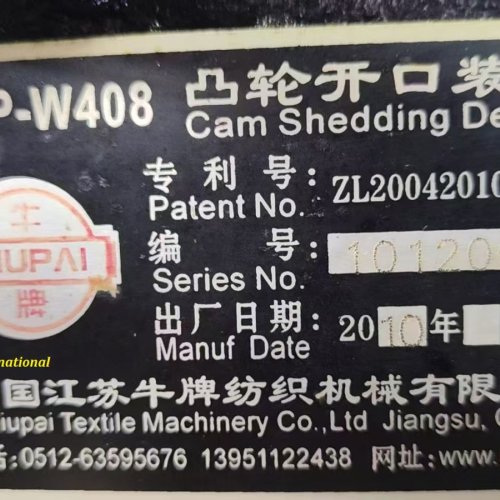 P-W408 凸轮开口装
Cam Shedding De
专利号:
Patent No. ZL20042010
牛
IUPAI
牌
编号:
Series No. 10120
出厂日期: 2010年
Manuf Date
national
国江苏牛牌纺织机械有限
iupai Textile Machinery Co.,Ltd Jiangsu, C
:0512-63595676 13951122438 网址:www.